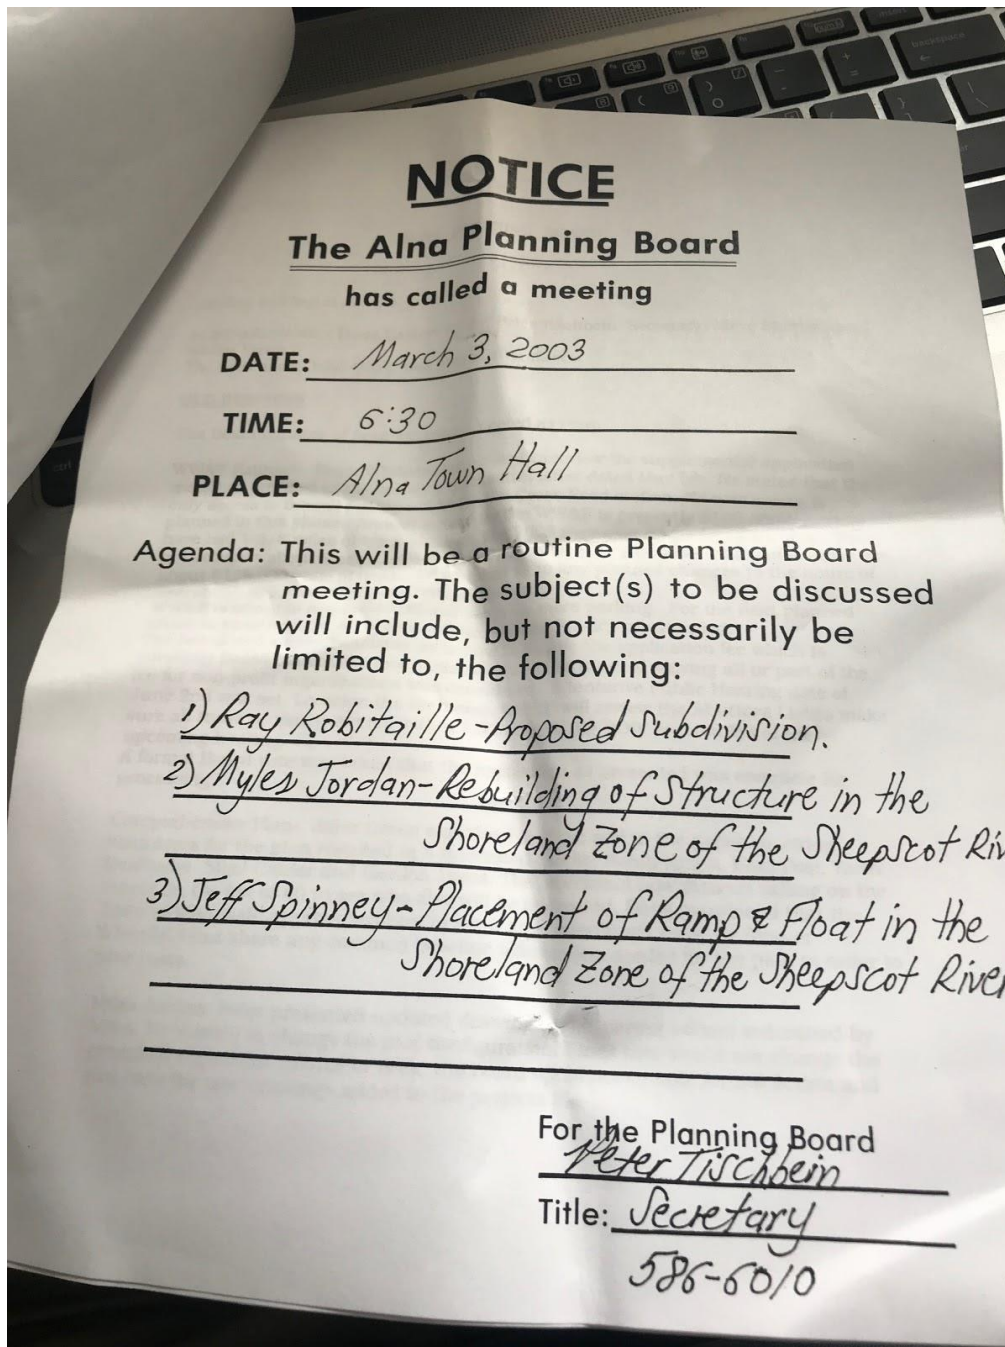 NOTICE
The Alna Planning Board
has called a meeting
DATE: March 3, 2003
TIME: 6:30
PLACE: Alna Town Hall
Agenda: This will be a routine Planning Board
meeting. The subject(s) to be discussed
will include, but not necessarily be
limited to, the following:
1) Ray Robitaille-Proposed Subdivision.
2) Myles Jordan-Rebuilding of Structure in the
Shoreland Zone of the Sheepscot Riv
3) Jeff Spinney-Placement of Ramp & Float in the
Shoreland Zone of the Sheepscot River
For the Planning Board
Peter Tischbein
Title: Secretary
586-6010